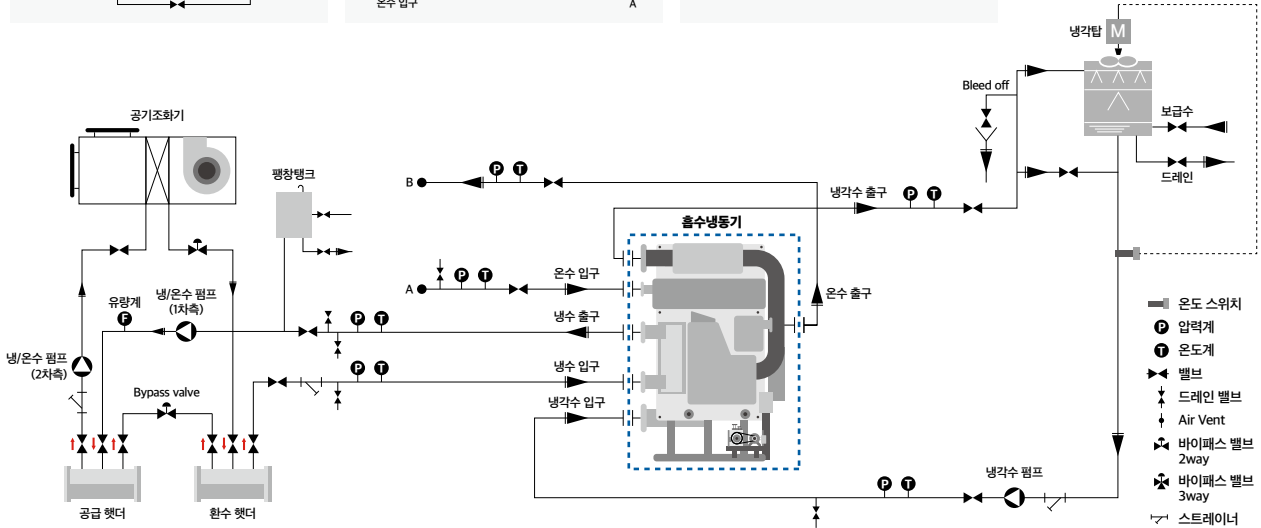 온수 입구
A
냉각탑
M
Bleed off
보급수
드레인
공기조화기
팽창탱크
B
P
T
냉각수 출구
P
T
흡수냉동기
A
P
T
온수 입구
온수 출구
유량계
F
냉/온수 펌프
(1차측)
P
T
냉수 출구
냉/온수 펌프
(2차측)
P
T
냉수 입구
Bypass valve
냉각수 입구
공급 햇더
환수 햇더
P
T
냉각수 펌프
온도 스위치
P 압력계
T 온도계
밸브
드레인 밸브
Air Vent
바이패스 밸브
2way
바이패스 밸브
3way
스트레이너